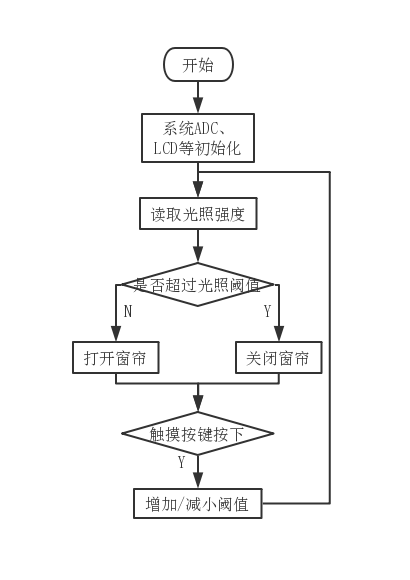 开始
系统ADC、
LCD等初始化
读取光照强度
是否超过光照阈值
N
Y
打开窗帘
关闭窗帘
触摸按键按下
Y
增加/减小阈值